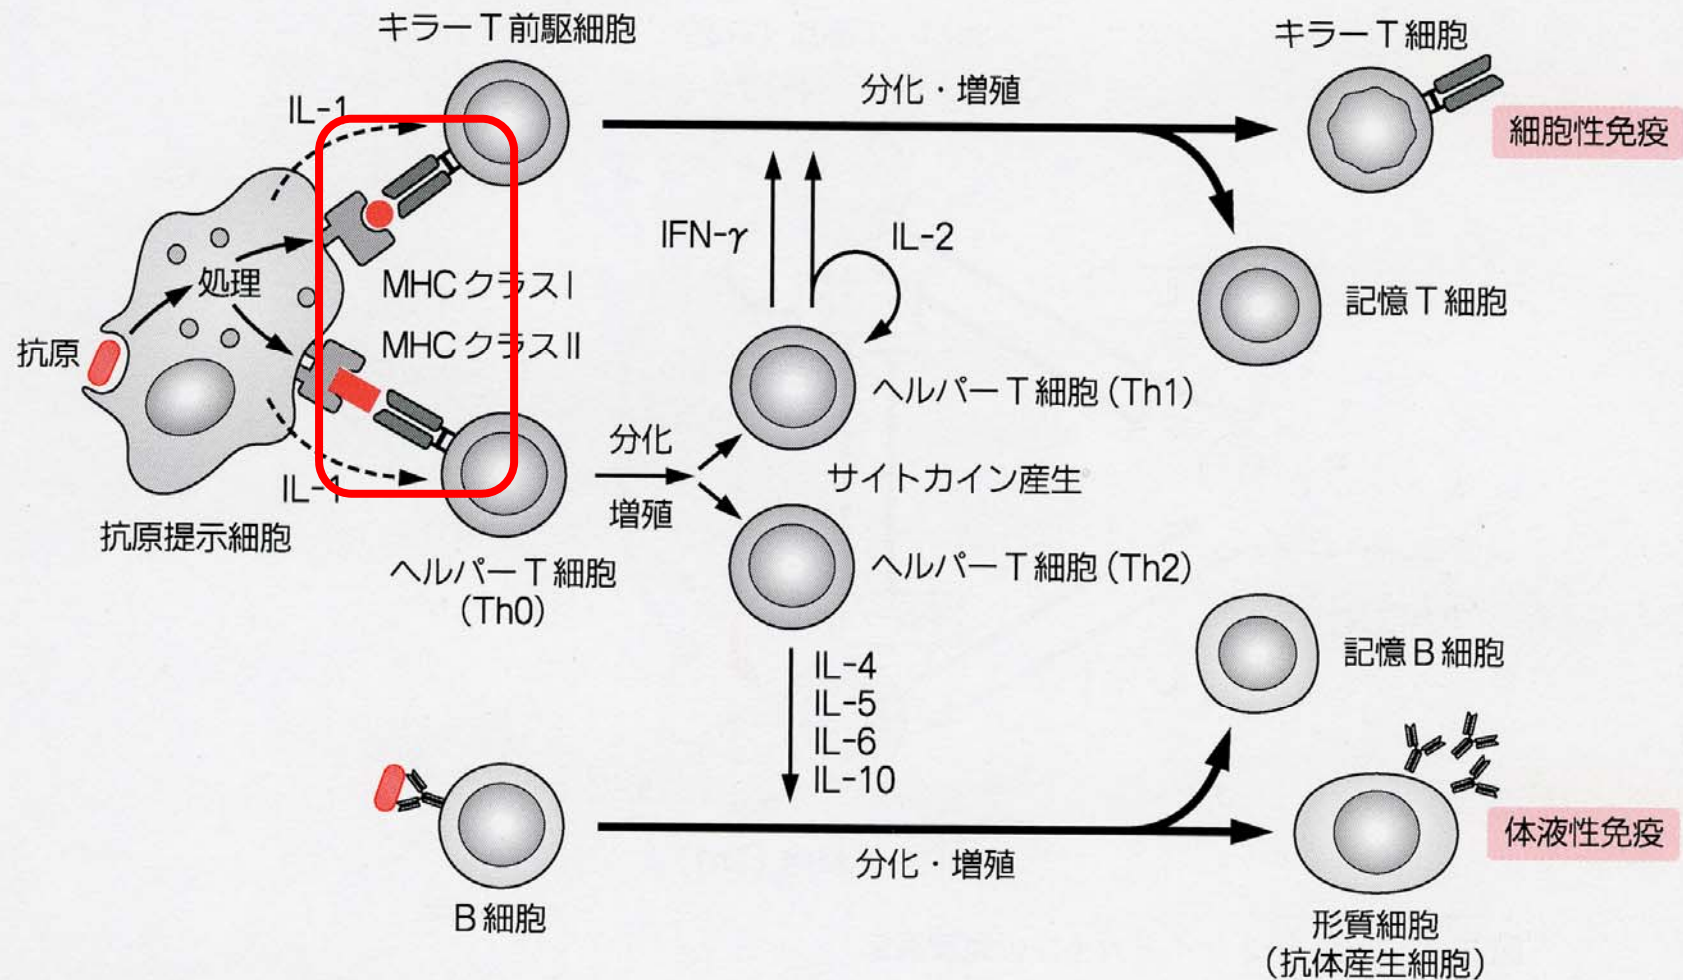 キラーT前駆細胞
キラーT細胞
IL-1
分化・増殖
細胞性免疫
IFN-γ
IL-2
処理
MHCクラスI
記憶T細胞
抗原
MHCクラスII
ヘルパーT細胞(Th1)
分化
サイトカイン産生
IL-1
増殖
抗原提示細胞
ヘルパーT細胞
(Th0)
ヘルパーT細胞(Th2)
IL-4
IL-5
IL-6
IL-10
記憶B細胞
体液性免疫
分化・増殖
B細胞
形質細胞
(抗体産生細胞)